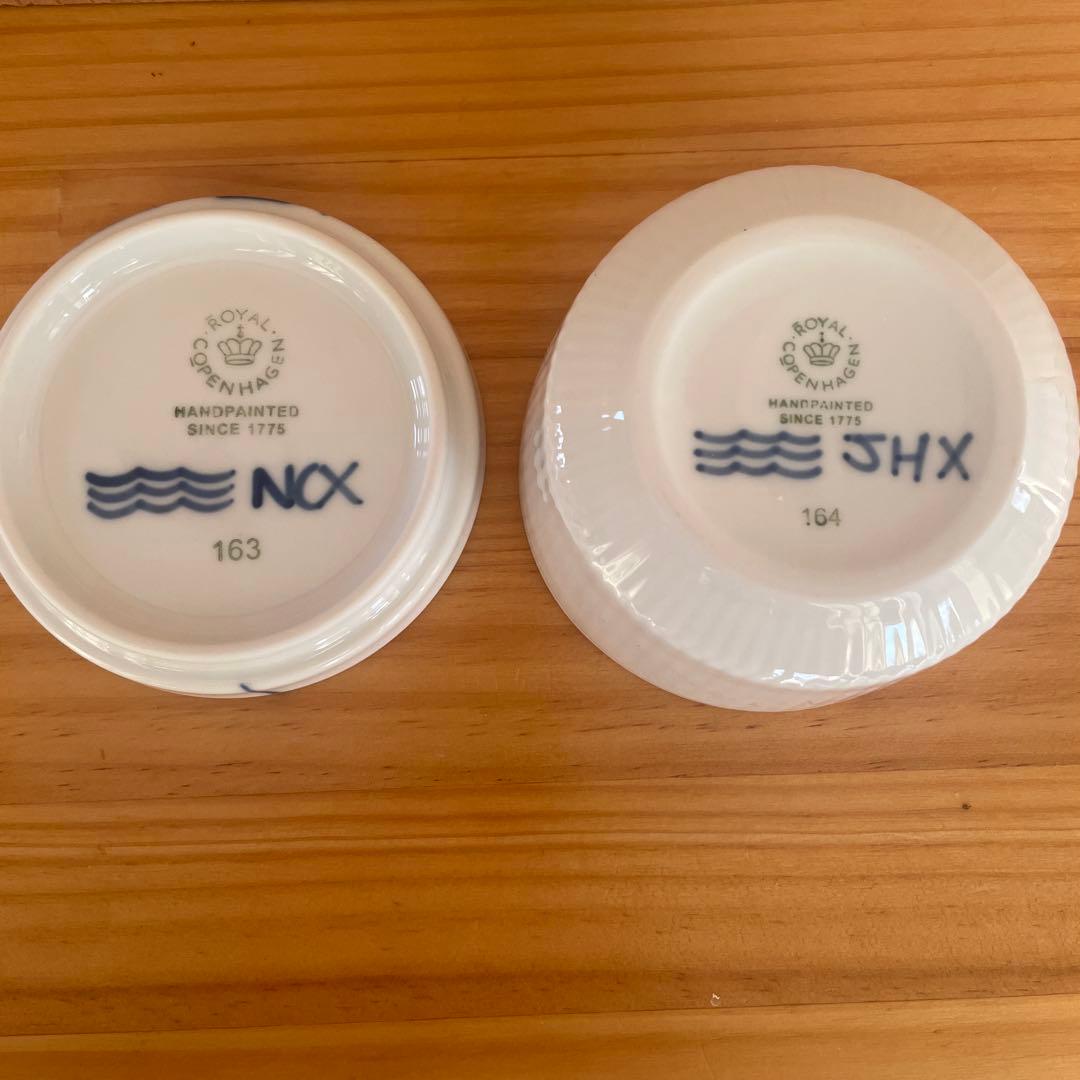 ROYAL COPENHAGEN
HANDPAINTED
SINCE 1775
NCX
163
ROYAL COPENHAGEN
HANDPAINTED
SINCE 1775
JHX
164